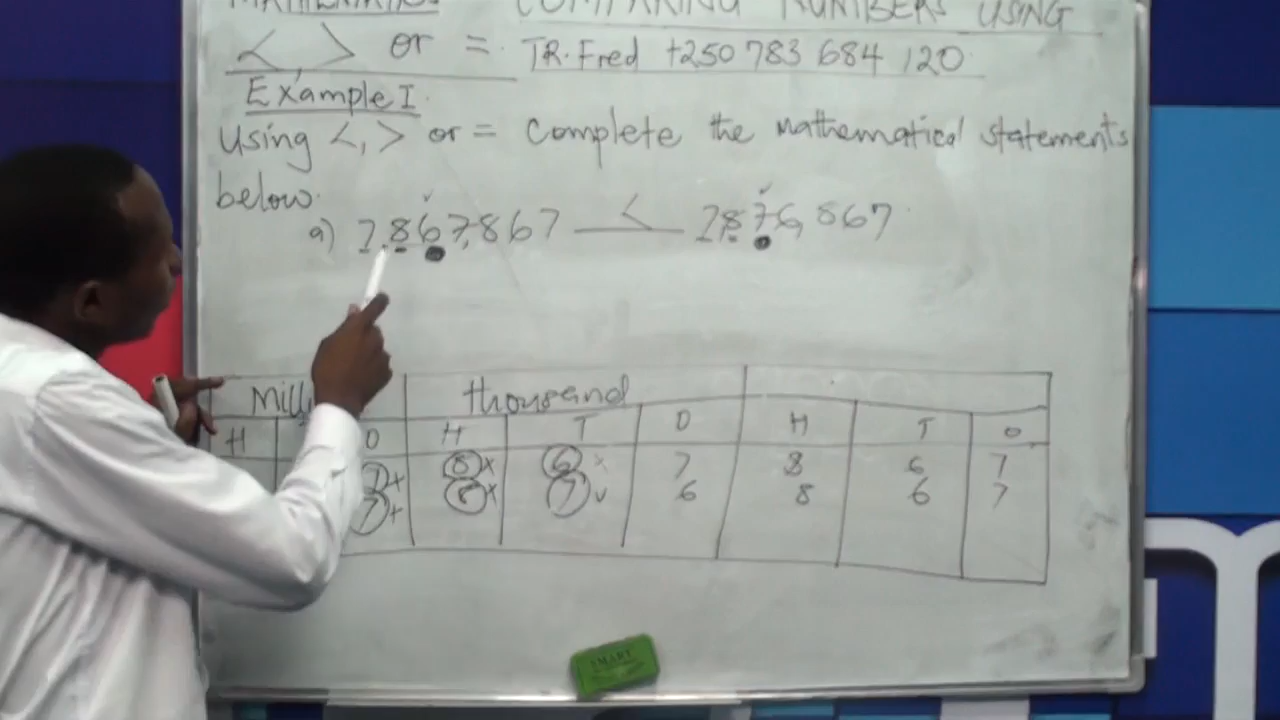 MATHEMATICS COMPARING NUMBERS USING
<, > or = TR. Fred +250 783 684 120
Example I.
Using <, > or = Complete the mathematical statements
below.
a) 7,867,867 < 7,876,867
thousand
H O H T O H T O
7 8 6 7 8 6 7
7 8 7 6 8 6 7
SMART